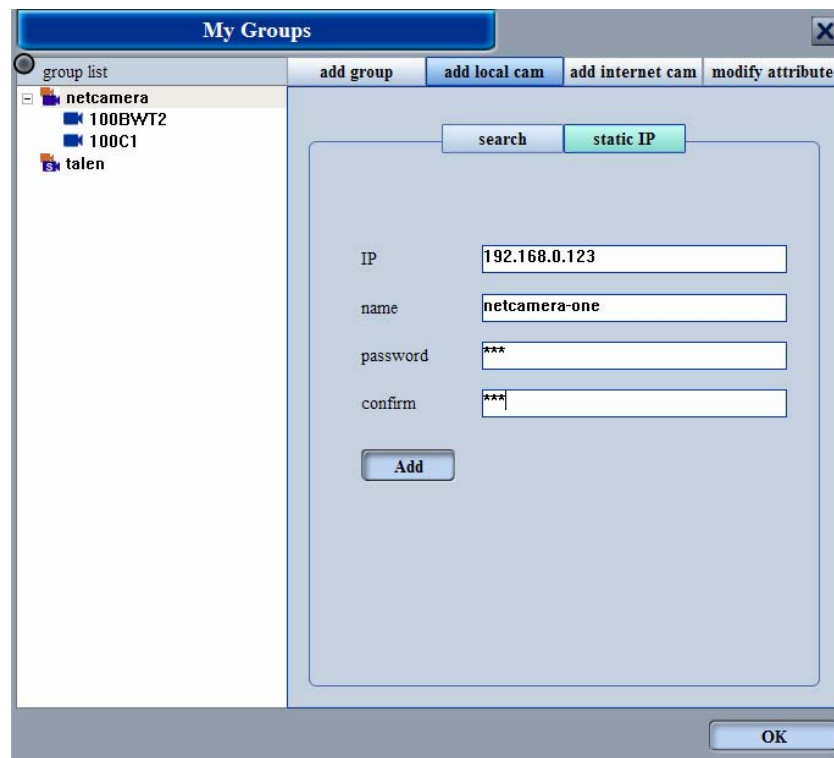 My Groups
group list
add group
add local cam
add internet cam
modify attribute
netcamera
100BWT2
100C1
S talen
search
static IP
IP
192.168.0.123
name
netcamera-one
password
***
confirm
***
Add
OK